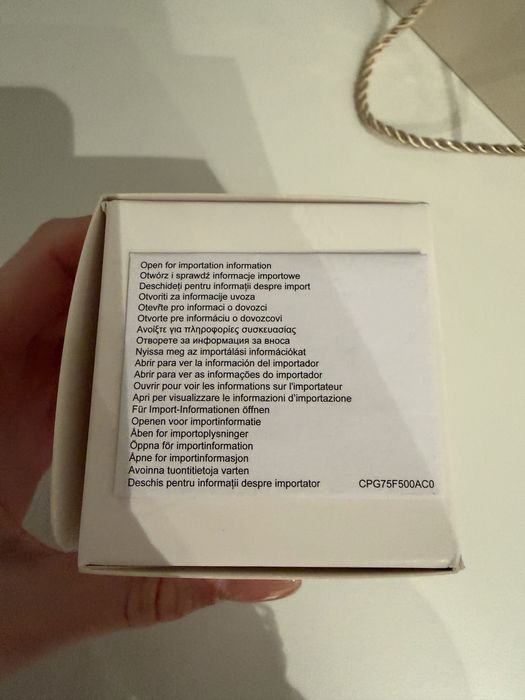 Open for importation information
Otwórz i sprawdź informacje importowe
Deschideți pentru informații despre import
Otvoriti za informacije uvoza
Otevřte pro informaci o dovozci
Otvorte pre informáciu o dovozcovi
Ανοίξτε για πληροφορίες συσκευασίας
Отворете за информация за вноса
Nyissa meg az importálási információkat
Abrir para ver la información del importador
Abrir para ver as informações do importador
Ouvrir pour voir les informations sur l'importateur
Apri per visualizzare le informazioni d'importazione
Für Import-Informationen öffnen
Openen voor importinformatie
Åben for importoplysninger
Öppna för importinformation
Åpne for importinformasjon
Avoinna tuontitietoja varten
Deschis pentru informații despre importator CPG75F500AC0